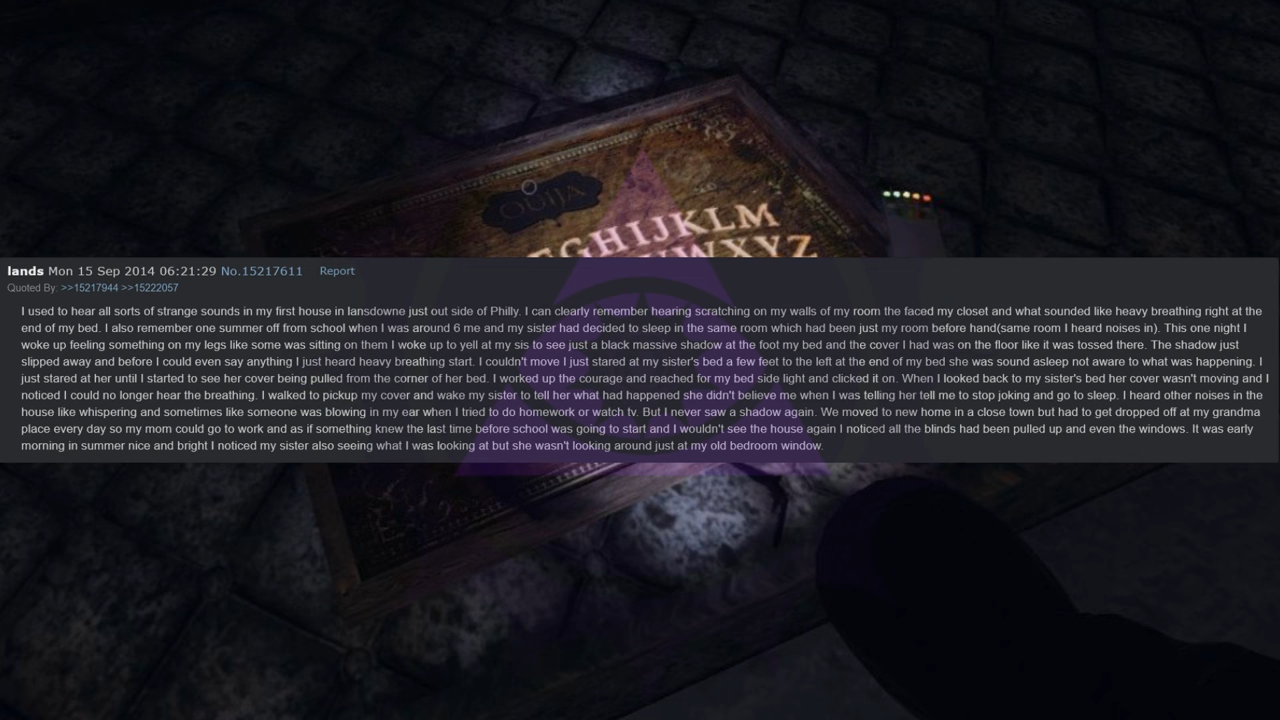 OUIJA
EGHIJKLM
WXYZ
lands Mon 15 Sep 2014 06:21:29 No.15217611 Report
Quoted By: >>15217944 >>15222057
I used to hear all sorts of strange sounds in my first house in lansdowne just out side of Philly. I can clearly remember hearing scratching on my walls of my room the faced my closet and what sounded like heavy breathing right at the
end of my bed. I also remember one summer off from school when I was around 6 me and my sister had decided to sleep in the same room which had been just my room before hand(same room I heard noises in). This one night I
woke up feeling something on my legs like some was sitting on them I woke up to yell at my sis to see just a black massive shadow at the foot my bed and the cover I had was on the floor like it was tossed there. The shadow just
slipped away and before I could even say anything I just heard heavy breathing start. I couldn't move I just stared at my sister's bed a few feet to the left at the end of my bed she was sound asleep not aware to what was happening. I
just stared at her until I started to see her cover being pulled from the corner of her bed. I worked up the courage and reached for my bed side light and clicked it on. When I looked back to my sister's bed her cover wasn't moving and I
noticed I could no longer hear the breathing. I walked to pickup my cover and wake my sister to tell her what had happened she didn't believe me when I was telling her tell me to stop joking and go to sleep. I heard other noises in the
house like whispering and sometimes like someone was blowing in my ear when I tried to do homework or watch tv. But I never saw a shadow again. We moved to new home in a close town but had to get dropped off at my grandma
place every day so my mom could go to work and as if something knew the last time before school was going to start and I wouldn't see the house again I noticed all the blinds had been pulled up and even the windows. It was early
morning in summer nice and bright I noticed my sister also seeing what I was looking at but she wasn't looking around just at my old bedroom window.